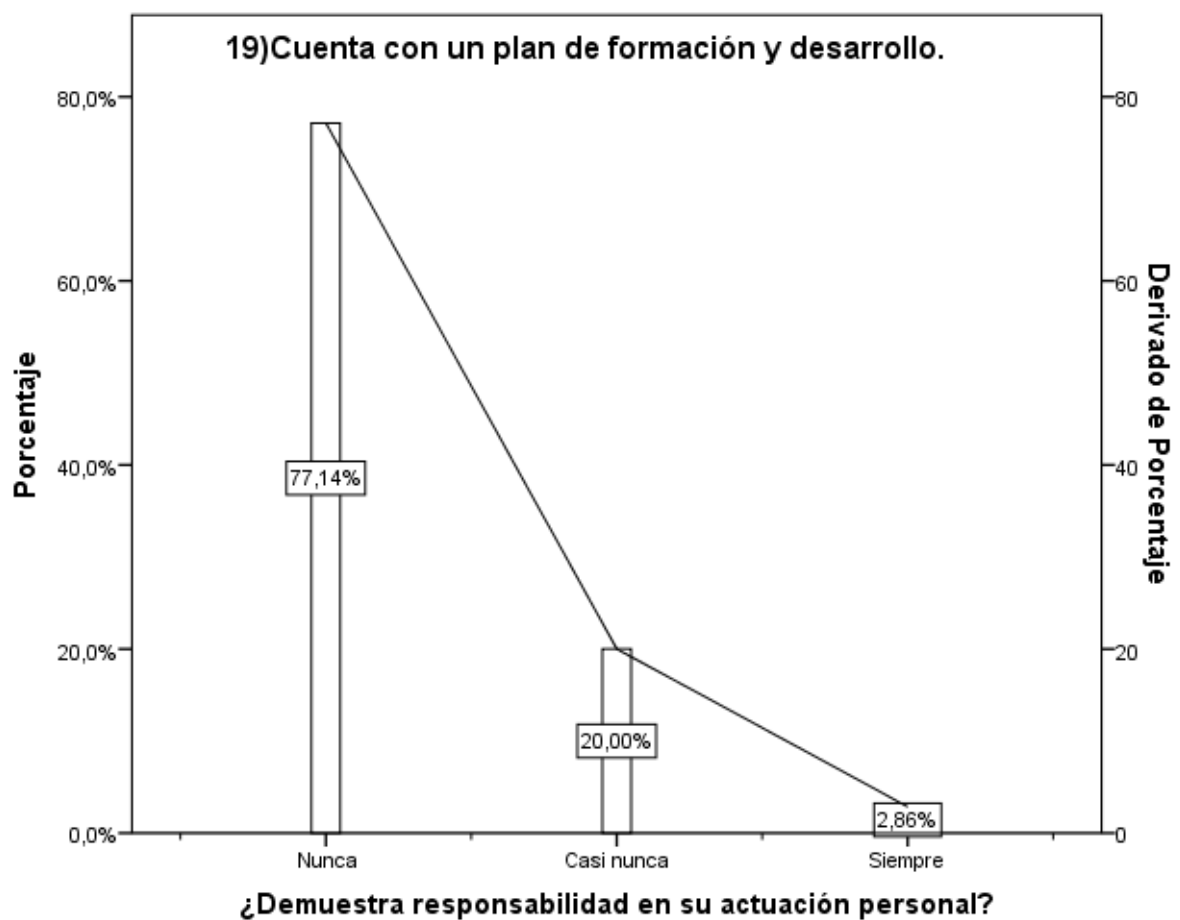 19)Cuenta con un plan de formación y desarrollo.
80,0%
60,0%
40,0%
20,0%
0,0%
Porcentaje
77,14%
20,00%
2,86%
80
60
40
20
0
Derivado de Porcentaje
Nunca
Casi nunca
Siempre
¿Demuestra responsabilidad en su actuación personal?